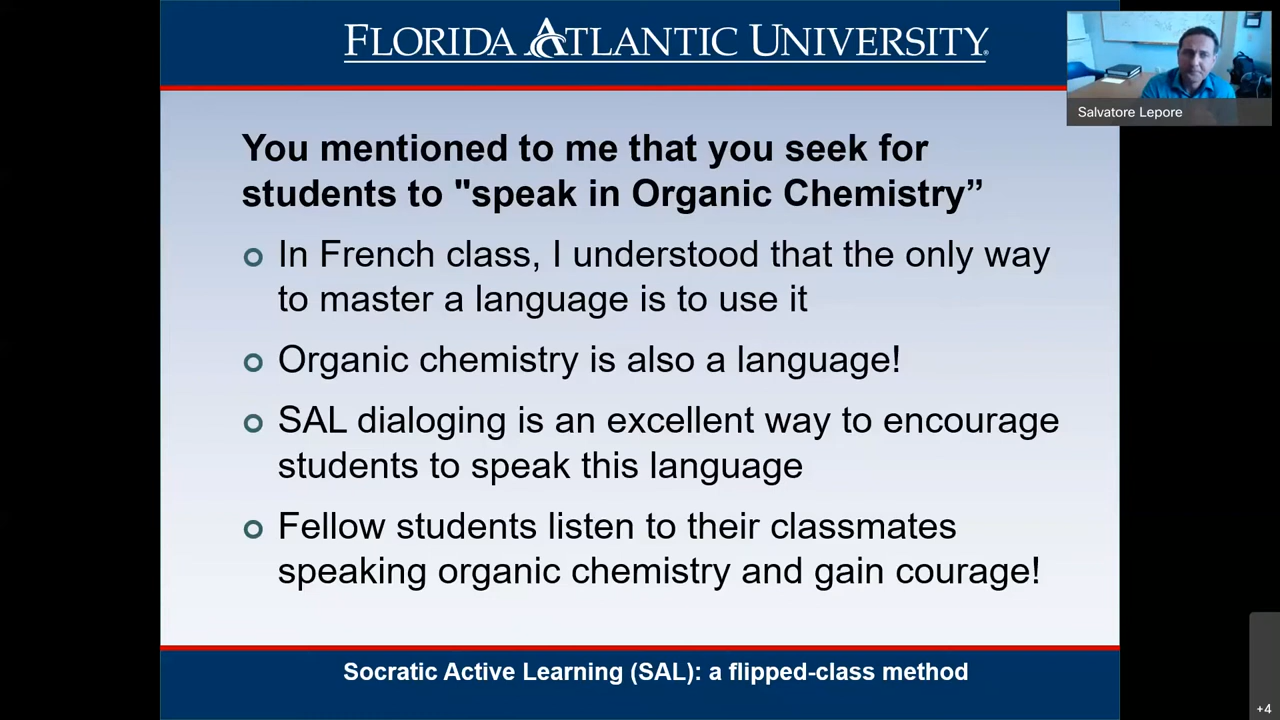 FLORIDA ATLANTIC UNIVERSITY®
Salvatore Lepore
You mentioned to me that you seek for
students to "speak in Organic Chemistry”
In French class, I understood that the only way
to master a language is to use it
Organic chemistry is also a language!
SAL dialoging is an excellent way to encourage
students to speak this language
Fellow students listen to their classmates
speaking organic chemistry and gain courage!
Socratic Active Learning (SAL): a flipped-class method
+4